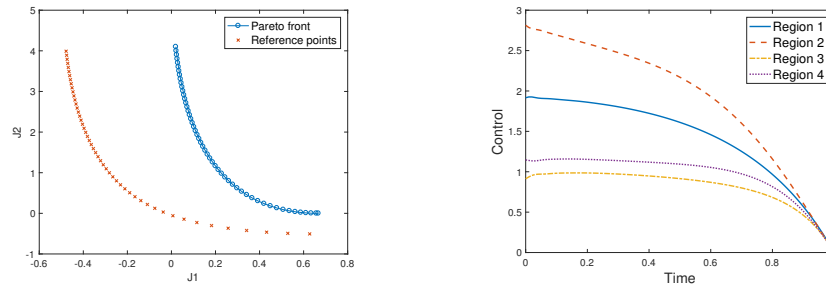 5
4
3
2
1
0
-1
J2
-0.6
-0.4
-0.2
0
0.2
0.4
0.6
0.8
J1
Pareto front
Reference points
3
2.5
2
1.5
1
0.5
0
Control
0
0.2
0.4
0.6
0.8
Time
Region 1
Region 2
Region 3
Region 4